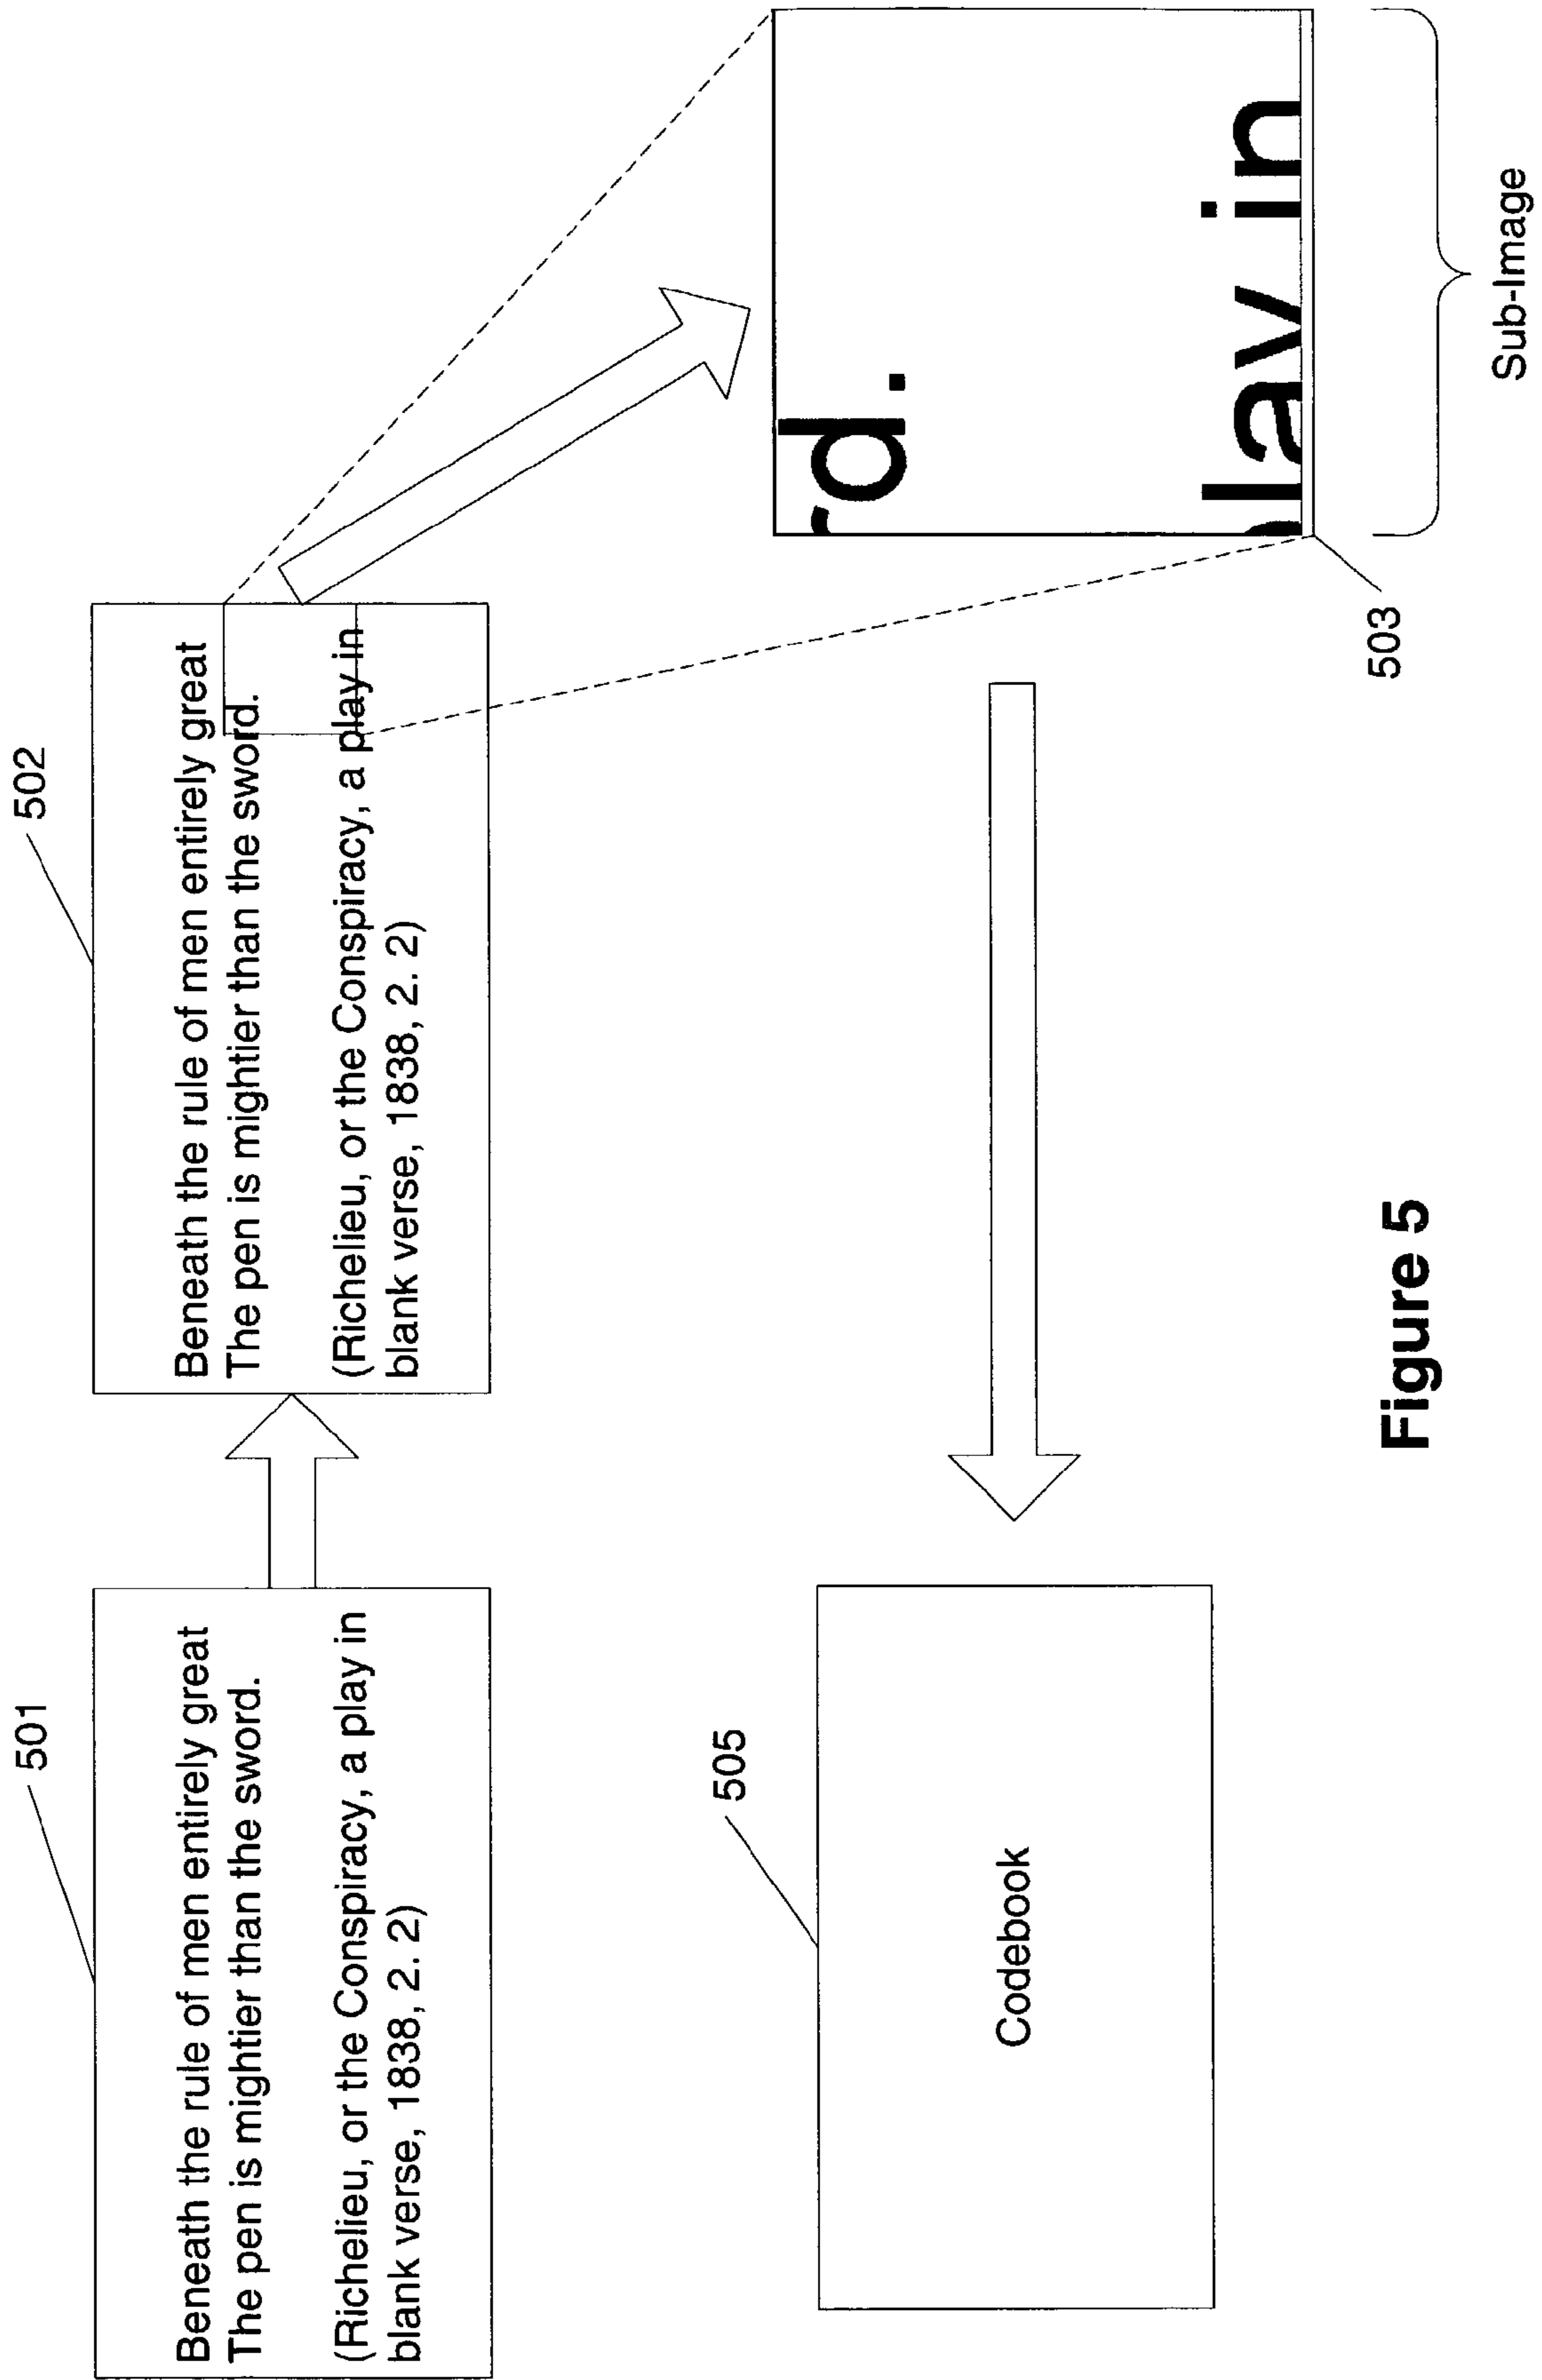 501
Beneath the rule of men entirely great
The pen is mightier than the sword.
(Richelieu, or the Conspiracy, a play in
blank verse, 1838, 2. 2)
502
Beneath the rule of men entirely great
The pen is mightier than the sword.
(Richelieu, or the Conspiracy, a play in
blank verse, 1838, 2. 2)
rd.
play in
503
Sub-Image
505
Codebook
Figure 5